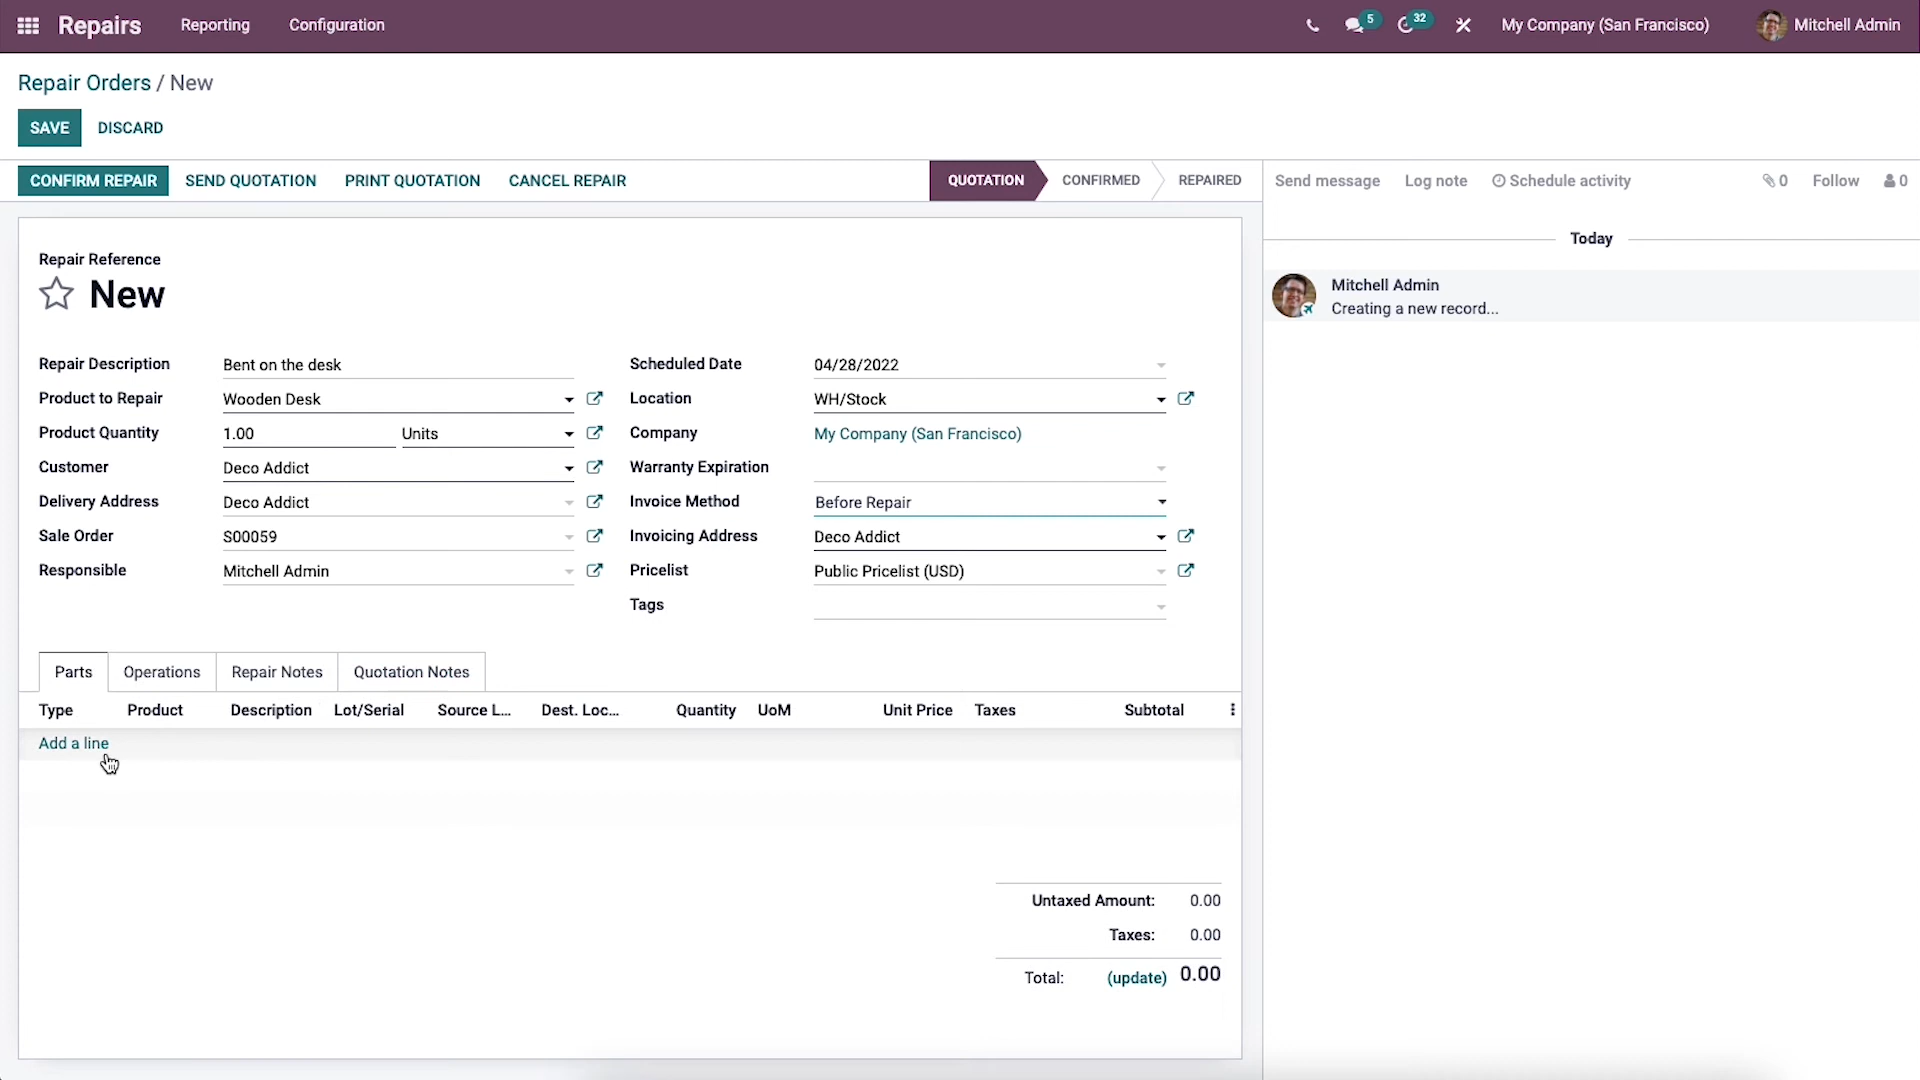 Repairs Reporting Configuration 5 32 My Company (San Francisco) Mitchell Admin
Repair Orders / New
SAVE DISCARD
CONFIRM REPAIR SEND QUOTATION PRINT QUOTATION CANCEL REPAIR QUOTATION CONFIRMED REPAIRED
Send message Log note Schedule activity 0 Follow 0
Today
Mitchell Admin
Creating a new record...
Repair Reference
New
Repair Description Bent on the desk
Product to Repair Wooden Desk
Product Quantity 1.00 Units
Customer Deco Addict
Delivery Address Deco Addict
Sale Order S00059
Responsible Mitchell Admin
Scheduled Date 04/28/2022
Location WH/Stock
Company My Company (San Francisco)
Warranty Expiration
Invoice Method Before Repair
Invoicing Address Deco Addict
Pricelist Public Pricelist (USD)
Tags
Parts Operations Repair Notes Quotation Notes
Type Product Description Lot/Serial Source L... Dest. Loc... Quantity UoM Unit Price Taxes Subtotal
Add a line
Untaxed Amount: 0.00
Taxes: 0.00
Total: (update) 0.00